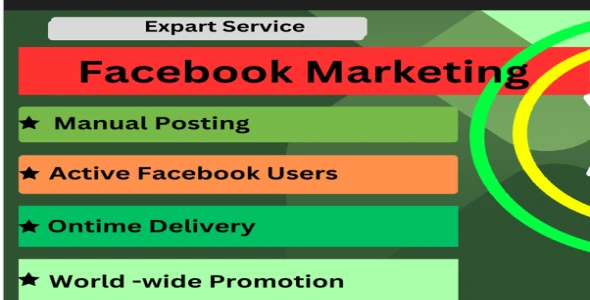 Expart Service
Facebook Marketing
Manual Posting
Active Facebook Users
Ontime Delivery
World -wide Promotion